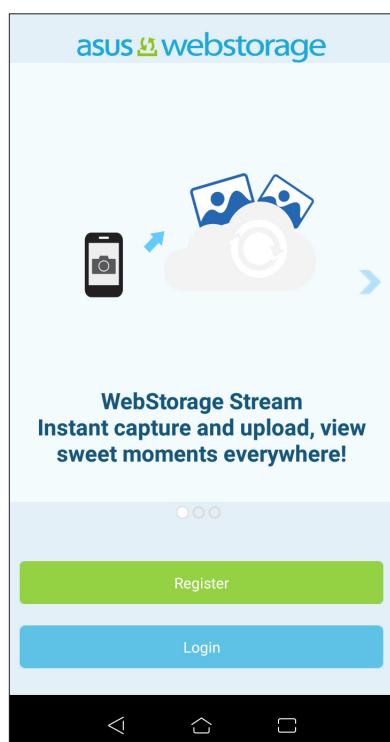 asus webstorage
WebStorage Stream
Instant capture and upload, view
sweet moments everywhere!
Register
Login